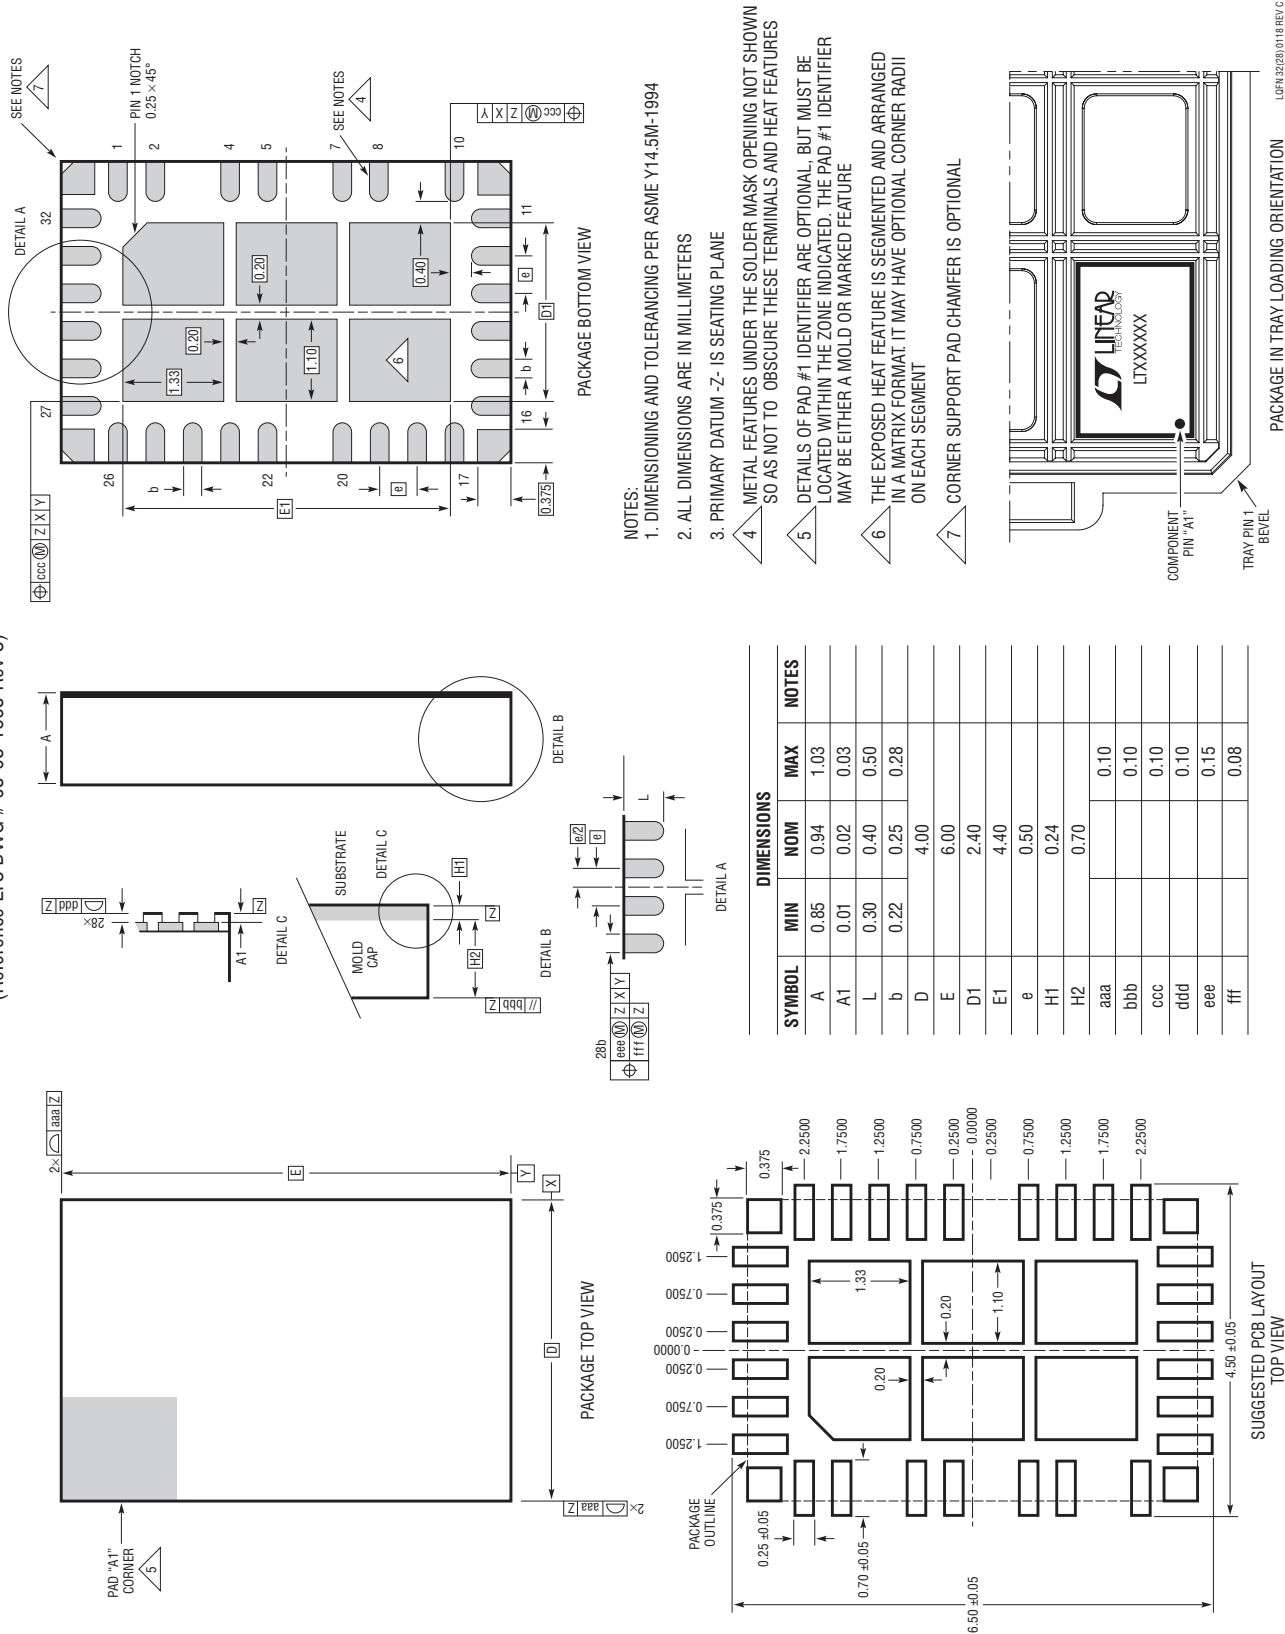 SEE NOTES
7
PIN 1 NOTCH
0.25 × 45°
DETAIL A
32
27
1
2
4
5
7
8
10
11
16
17
20
22
26
SEE NOTES
4
ccc Ⓜ Z X Y
ccc Ⓜ Z X Y
0.20
0.20
0.40
1.33
1.10
6
e
D1
b
b
E1
e
0.375
PACKAGE BOTTOM VIEW
NOTES:
1. DIMENSIONING AND TOLERANCING PER ASME Y14.5M-1994
2. ALL DIMENSIONS ARE IN MILLIMETERS
3. PRIMARY DATUM -Z- IS SEATING PLANE
4 METAL FEATURES UNDER THE SOLDER MASK OPENING NOT SHOWN
SO AS NOT TO OBSCURE THESE TERMINALS AND HEAT FEATURES
5 DETAILS OF PAD #1 IDENTIFIER ARE OPTIONAL, BUT MUST BE
LOCATED WITHIN THE ZONE INDICATED. THE PAD #1 IDENTIFIER
MAY BE EITHER A MOLD OR MARKED FEATURE
6 THE EXPOSED HEAT FEATURE IS SEGMENTED AND ARRANGED
IN A MATRIX FORMAT. IT MAY HAVE OPTIONAL CORNER RADII
ON EACH SEGMENT
7 CORNER SUPPORT PAD CHAMFER IS OPTIONAL
LINEAR
TECHNOLOGY
LTXXXXXX
COMPONENT
PIN “A1”
TRAY PIN 1
BEVEL
PACKAGE IN TRAY LOADING ORIENTATION
LQFN 32(28) 0118 REV C
A
DETAIL B
28×
ddd Z
Z
A1
DETAIL C
SUBSTRATE
DETAIL C
MOLD
CAP
H1
H2
Z
// bbb Z
DETAIL B
e/2
e
L
28b
eee Ⓜ Z X Y
fff Ⓜ Z
DETAIL A
DIMENSIONS
SYMBOL MIN NOM MAX NOTES
A 0.85 0.94 1.03
A1 0.01 0.02 0.03
L 0.30 0.40 0.50
b 0.22 0.25 0.28
D 4.00
E 6.00
D1 2.40
E1 4.40
e 0.50
H1 0.24
H2 0.70
aaa 0.10
bbb 0.10
ccc 0.10
ddd 0.10
eee 0.15
fff 0.08
2×
aaa Z
E
Y
X
D
aaa Z
2×
PAD “A1”
CORNER
5
PACKAGE TOP VIEW
PACKAGE
OUTLINE
0.25 ±0.05
0.70 ±0.05
6.50 ±0.05
4.50 ±0.05
1.2500
0.7500
0.2500
0.0000
0.2500
0.7500
1.2500
0.375
0.375
2.2500
1.7500
1.2500
0.7500
0.2500
0.0000
0.2500
0.7500
1.2500
1.7500
2.2500
1.33
0.20
0.20
1.10
SUGGESTED PCB LAYOUT
TOP VIEW